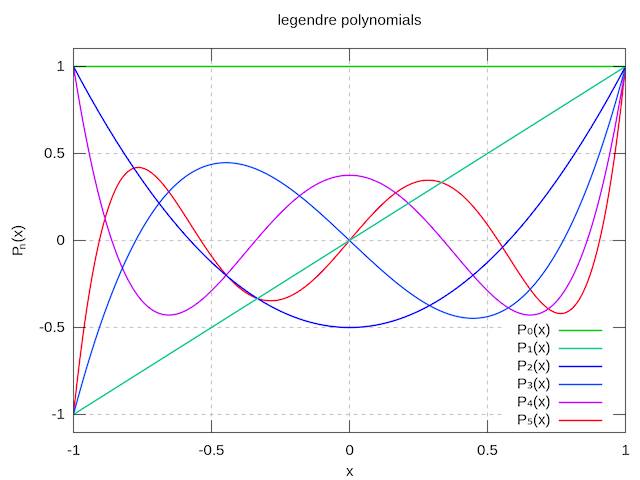 legendre polynomials
1
0.5
0
-0.5
-1
Pₙ(x)
P₀(x)
P₁(x)
P₂(x)
P₃(x)
P₄(x)
P₅(x)
-1 -0.5 0 0.5 1
x